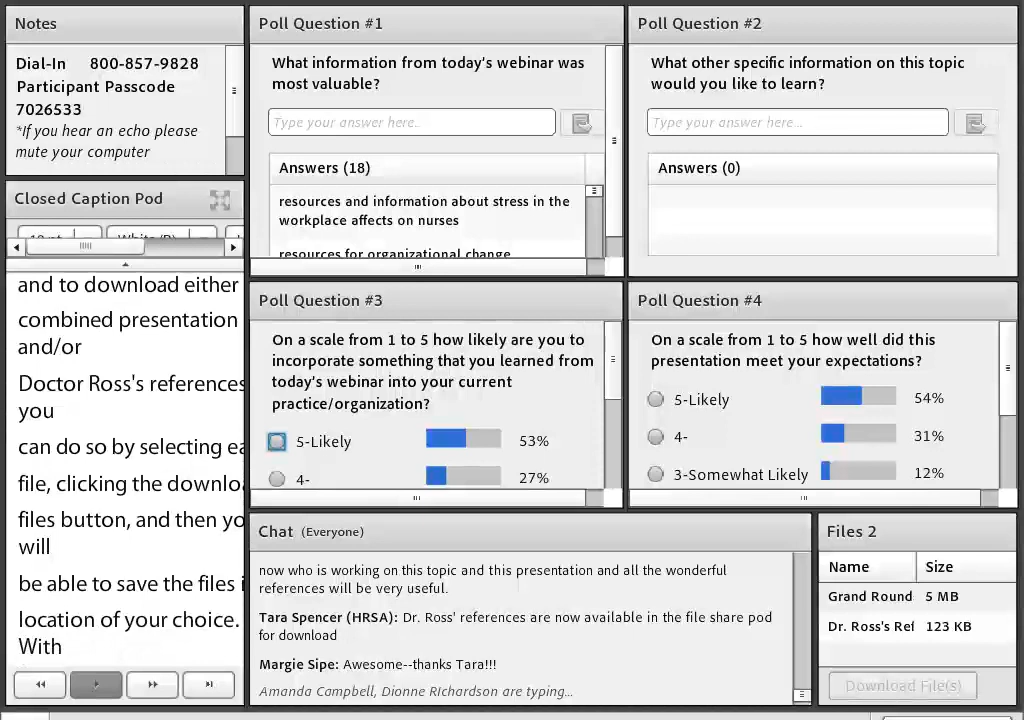 Notes
Dial-In 800-857-9828
Participant Passcode
7026533
*If you hear an echo please
mute your computer
Closed Caption Pod
and to download either
combined presentation
and/or
Doctor Ross's references
you
can do so by selecting ea
file, clicking the downloa
files button, and then yo
will
be able to save the files i
location of your choice.
With
Poll Question #1
What information from today's webinar was
most valuable?
Type your answer here...
Answers (18)
resources and information about stress in the
workplace affects on nurses
resources for organizational change
Poll Question #2
What other specific information on this topic
would you like to learn?
Type your answer here...
Answers (0)
Poll Question #3
On a scale from 1 to 5 how likely are you to
incorporate something that you learned from
today's webinar into your current
practice/organization?
5-Likely 53%
4- 27%
Poll Question #4
On a scale from 1 to 5 how well did this
presentation meet your expectations?
5-Likely 54%
4- 31%
3-Somewhat Likely 12%
Chat (Everyone)
now who is working on this topic and this presentation and all the wonderful
references will be very useful.
Tara Spencer (HRSA): Dr. Ross' references are now available in the file share pod
for download
Margie Sipe: Awesome--thanks Tara!!!
Amanda Campbell, Dionne RIchardson are typing...
Files 2
Name Size
Grand Round 5 MB
Dr. Ross's Ref 123 KB
Download File(s)